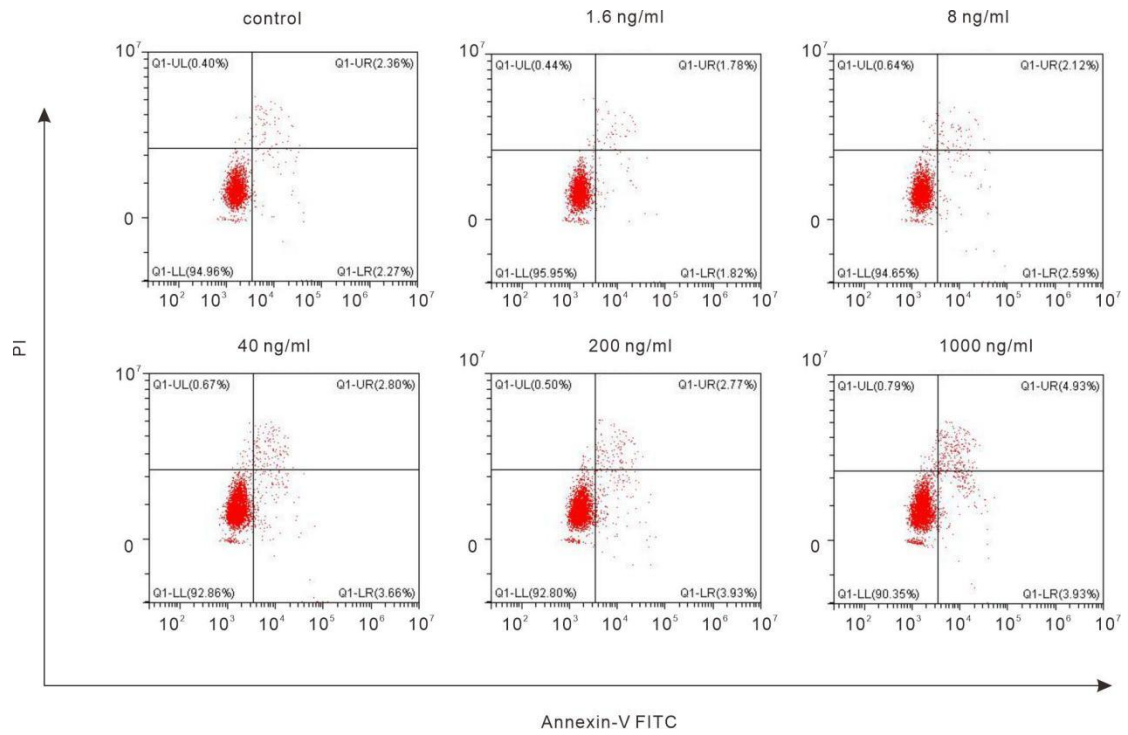 control
10⁷
Q1-UL(0.40%) Q1-UR(2.36%)
0
Q1-LL(94.96%) Q1-LR(2.27%)
10² 10³ 10⁴ 10⁵ 10⁶ 10⁷
1.6 ng/ml
10⁷
Q1-UL(0.44%) Q1-UR(1.78%)
0
Q1-LL(95.95%) Q1-LR(1.82%)
10² 10³ 10⁴ 10⁵ 10⁶ 10⁷
8 ng/ml
10⁷
Q1-UL(0.64%) Q1-UR(2.12%)
0
Q1-LL(94.65%) Q1-LR(2.59%)
10² 10³ 10⁴ 10⁵ 10⁶ 10⁷
PI
40 ng/ml
10⁷
Q1-UL(0.67%) Q1-UR(2.80%)
0
Q1-LL(92.86%) Q1-LR(3.66%)
10² 10³ 10⁴ 10⁵ 10⁶ 10⁷
200 ng/ml
10⁷
Q1-UL(0.50%) Q1-UR(2.77%)
0
Q1-LL(92.80%) Q1-LR(3.93%)
10² 10³ 10⁴ 10⁵ 10⁶ 10⁷
1000 ng/ml
10⁷
Q1-UL(0.79%) Q1-UR(4.93%)
0
Q1-LL(90.35%) Q1-LR(3.93%)
10² 10³ 10⁴ 10⁵ 10⁶ 10⁷
Annexin-V FITC